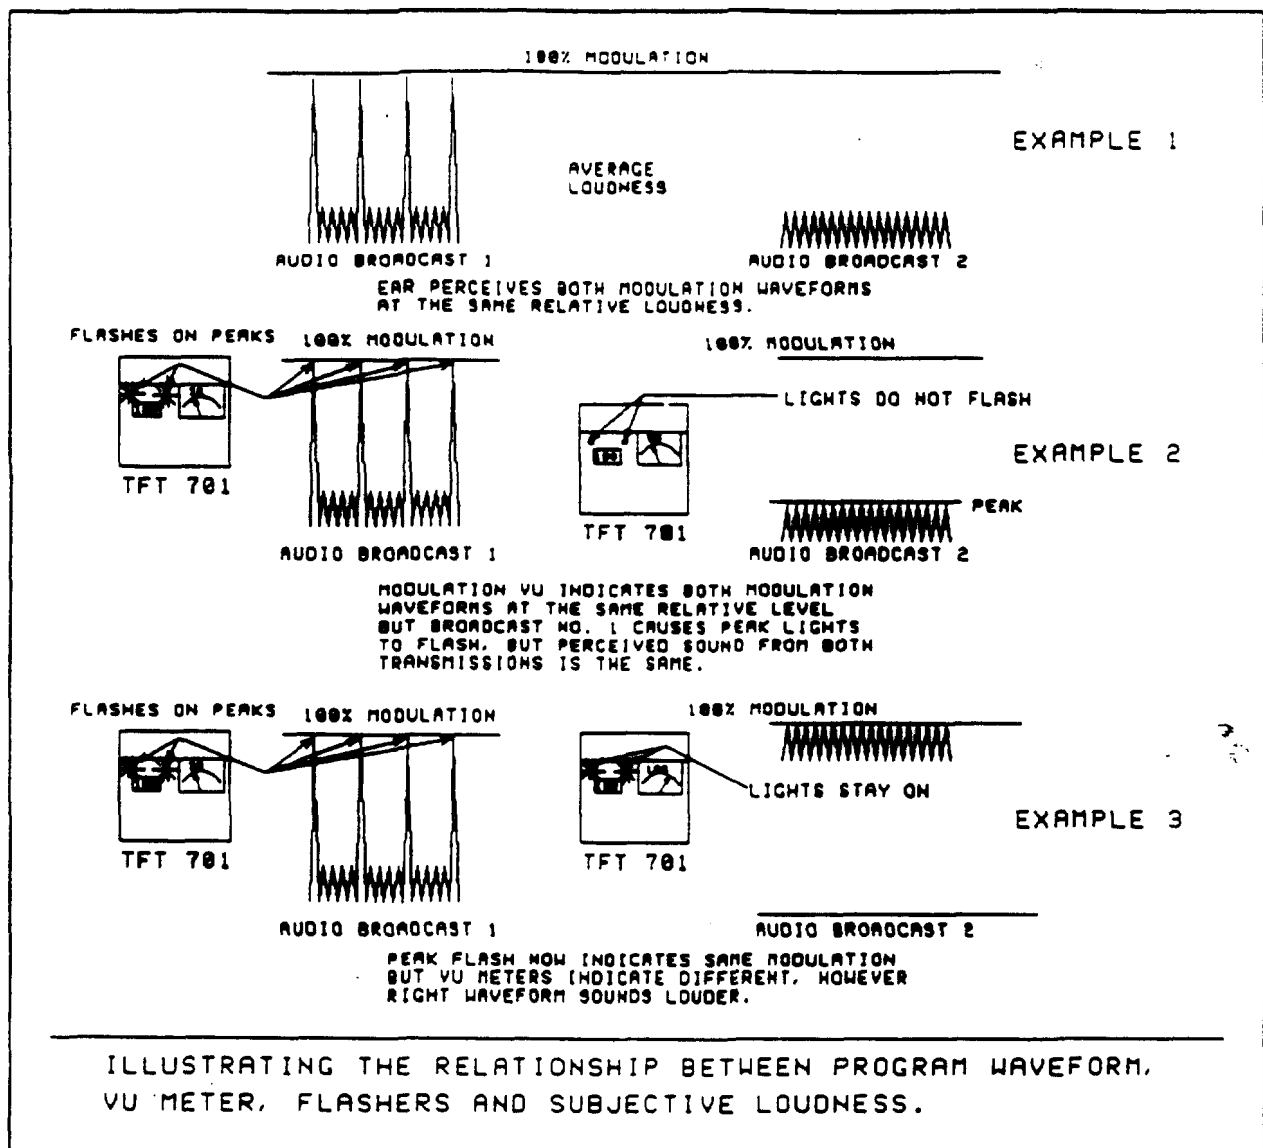 100% MODULATION
EXAMPLE 1
AVERAGE
LOUDNESS
AUDIO BROADCAST 1
AUDIO BROADCAST 2
EAR PERCEIVES BOTH MODULATION WAVEFORMS
AT THE SAME RELATIVE LOUDNESS.
FLASHES ON PEAKS
100% MODULATION
100% MODULATION
LIGHTS DO NOT FLASH
EXAMPLE 2
TFT 701
TFT 701
PEAK
AUDIO BROADCAST 1
AUDIO BROADCAST 2
MODULATION VU INDICATES BOTH MODULATION
WAVEFORMS AT THE SAME RELATIVE LEVEL
BUT BROADCAST NO. 1 CAUSES PEAK LIGHTS
TO FLASH, BUT PERCEIVED SOUND FROM BOTH
TRANSMISSIONS IS THE SAME.
FLASHES ON PEAKS
100% MODULATION
100% MODULATION
LIGHTS STAY ON
EXAMPLE 3
TFT 701
TFT 701
AUDIO BROADCAST 1
AUDIO BROADCAST 2
PEAK FLASH NOW INDICATES SAME MODULATION
BUT VU METERS INDICATE DIFFERENT, HOWEVER
RIGHT WAVEFORM SOUNDS LOUDER.
ILLUSTRATING THE RELATIONSHIP BETWEEN PROGRAM WAVEFORM,
VU METER, FLASHERS AND SUBJECTIVE LOUDNESS.